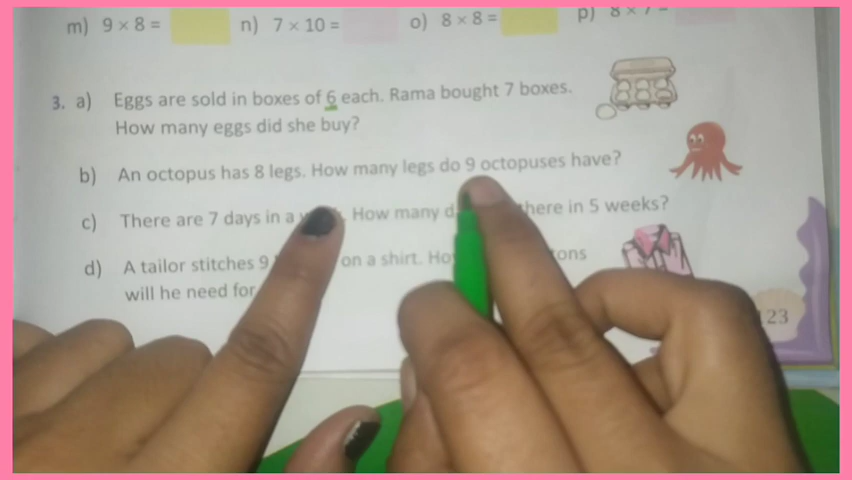 m) 9 × 8 = n) 7 × 10 = o) 8 × 8 = p) 8 × 7 =
3. a) Eggs are sold in boxes of 6 each. Rama bought 7 boxes.
How many eggs did she buy?
b) An octopus has 8 legs. How many legs do 9 octopuses have?
c) There are 7 days in a How many there in 5 weeks?
d) A tailor stitches 9 on a shirt.
will he need for
123